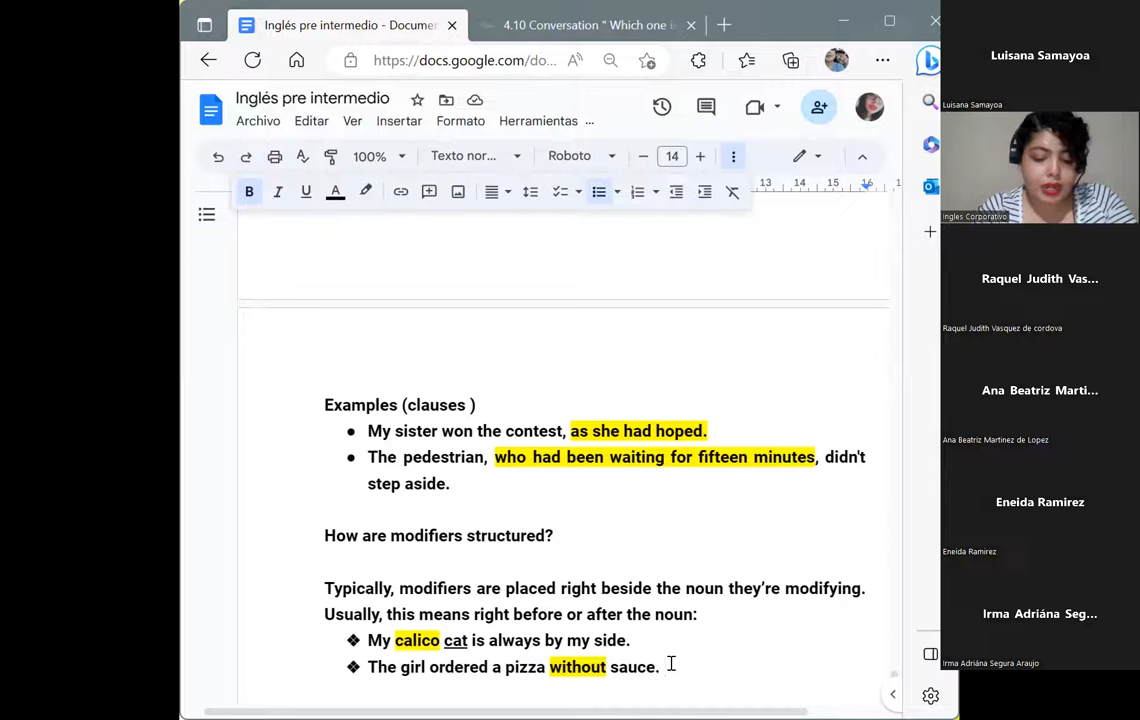 Inglés pre intermedio - Documen
4.10 Conversation " Which one i
https://docs.google.com/do...
Inglés pre intermedio
Archivo Editar Ver Insertar Formato Herramientas ...
100% Texto nor... Roboto 14
B I U A
13 14 15 16 1
Examples (clauses )
● My sister won the contest, as she had hoped.
● The pedestrian, who had been waiting for fifteen minutes, didn't
step aside.
How are modifiers structured?
Typically, modifiers are placed right beside the noun they're modifying.
Usually, this means right before or after the noun:
❖ My calico cat is always by my side.
❖ The girl ordered a pizza without sauce.
Luisana Samayoa
Luisana Samayoa
Ingles Corporativo
Raquel Judith Vas...
Raquel Judith Vasquez de cordova
Ana Beatriz Marti...
Ana Beatriz Martinez de Lopez
Eneida Ramirez
Eneida Ramirez
Irma Adriána Seg...
Irma Adriána Segura Araujo